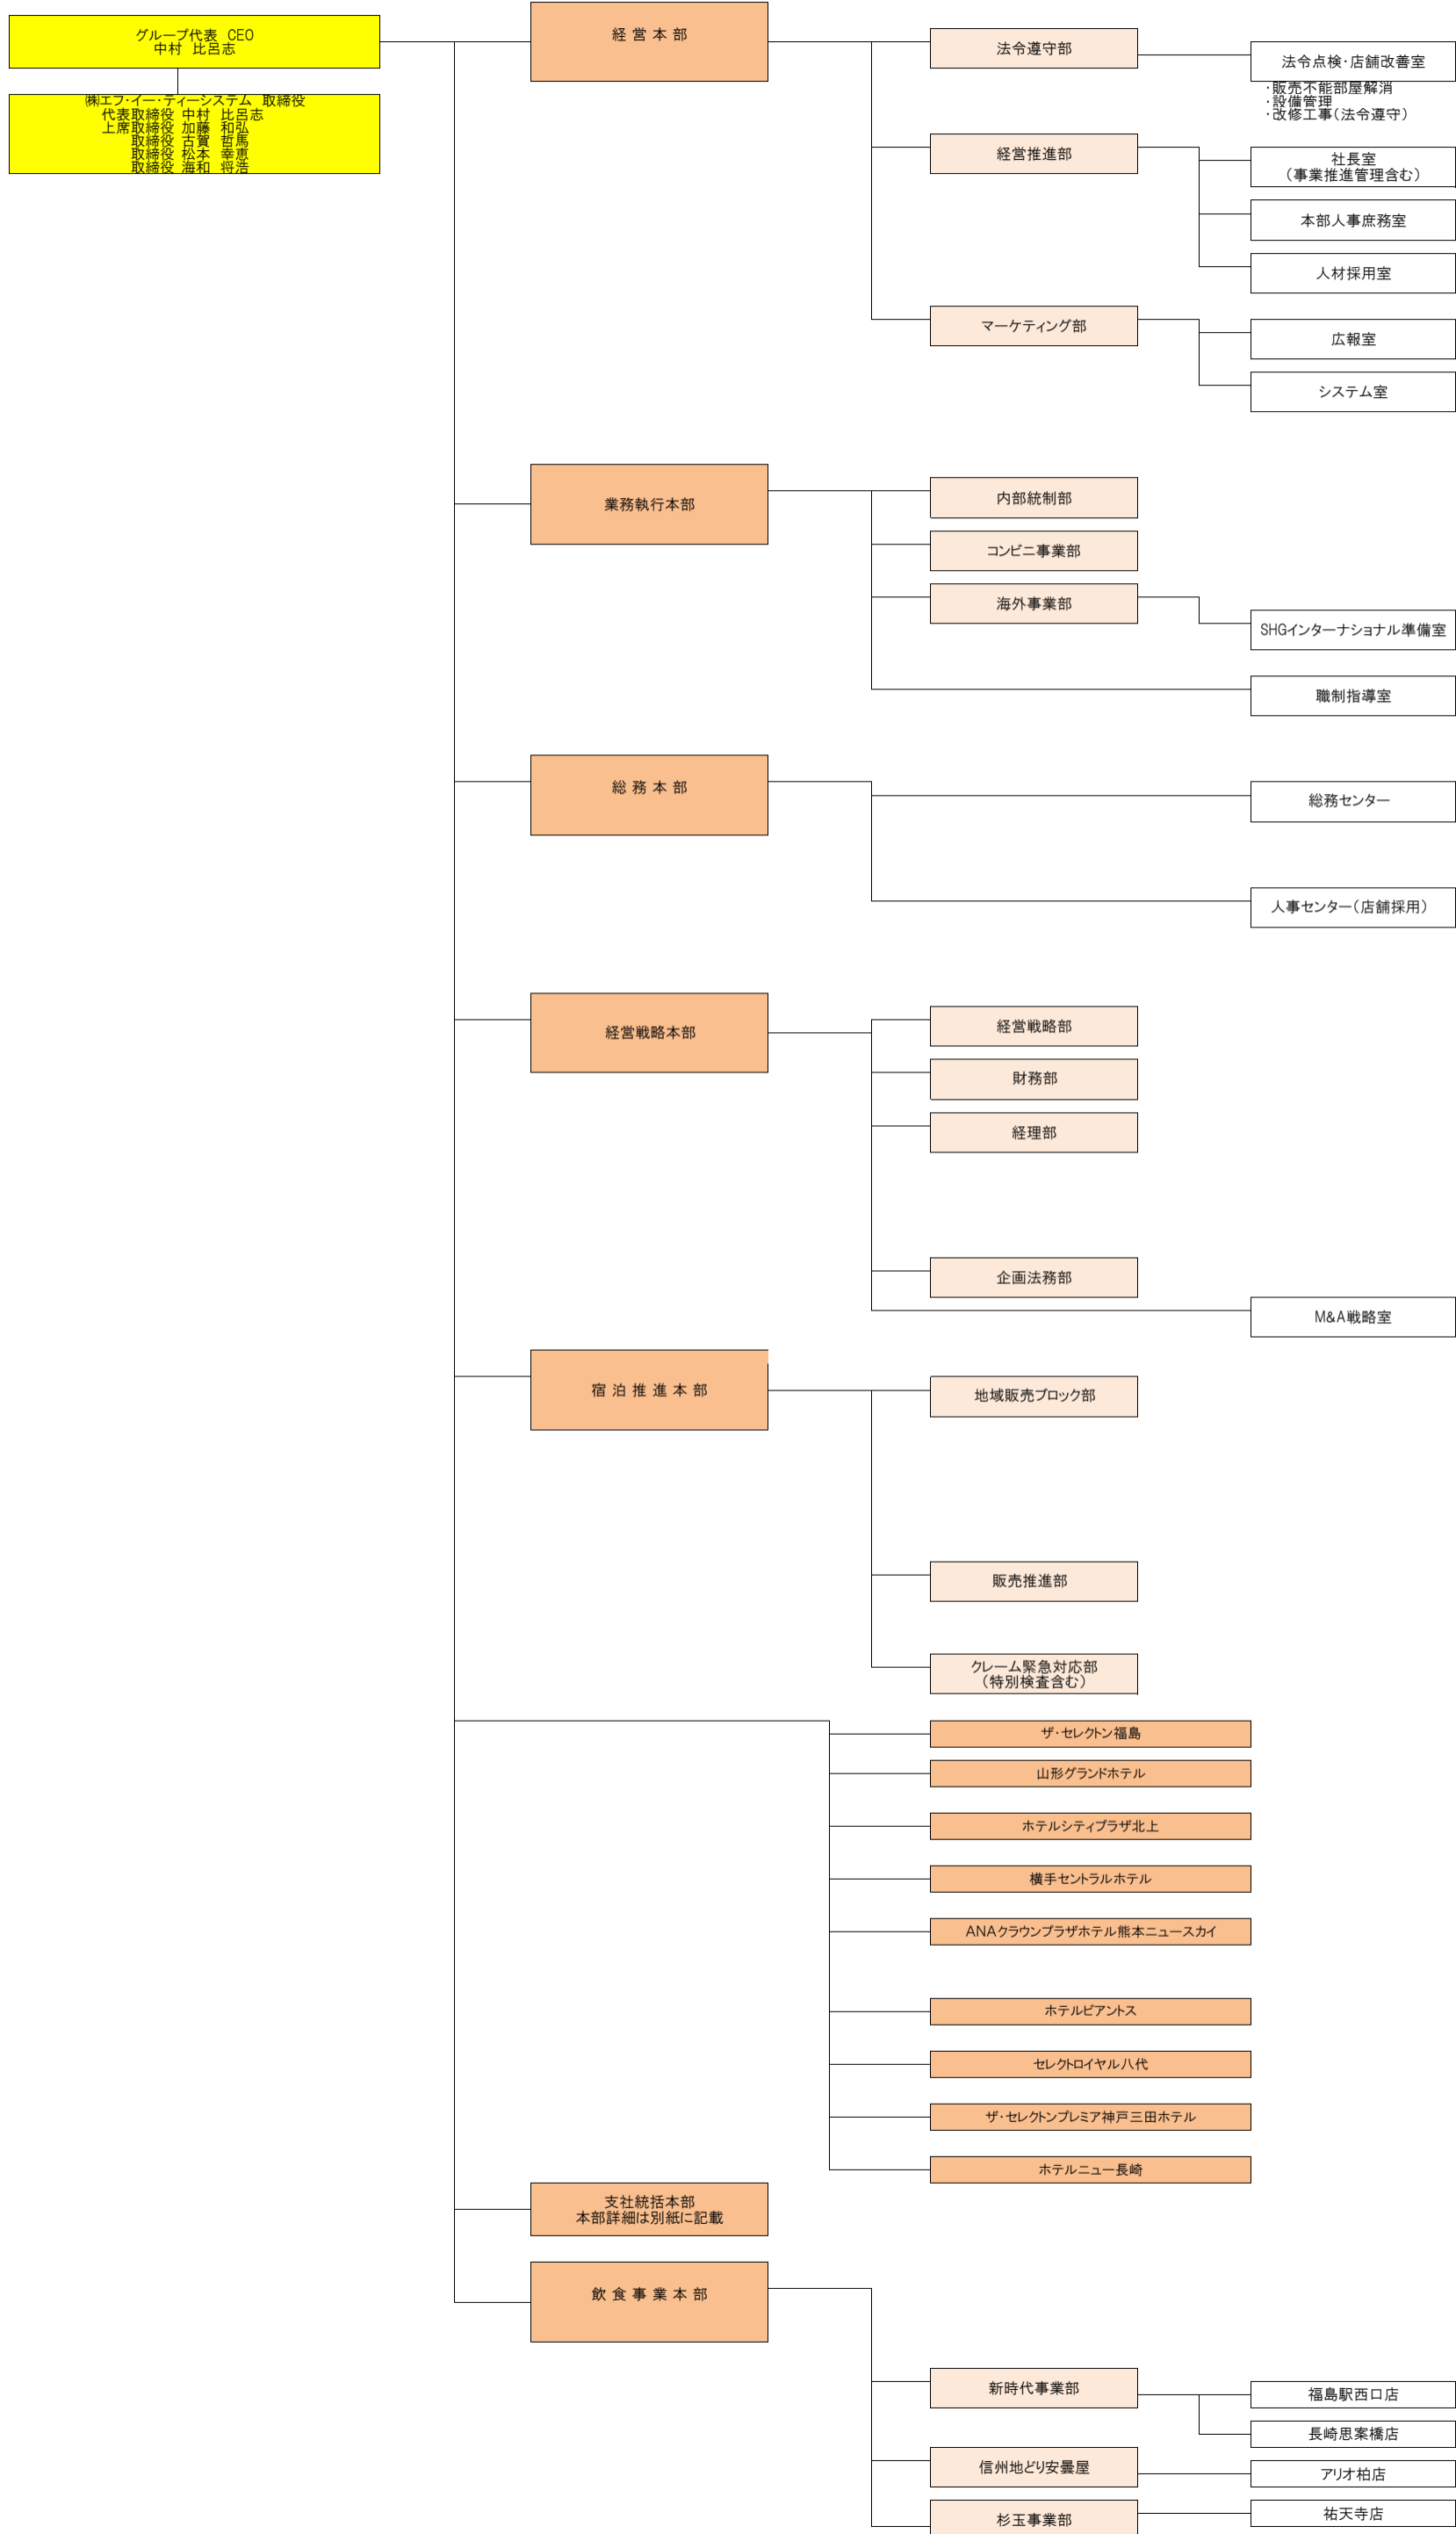 グループ代表　CEO
中村　比呂志
㈱エフ・イー・ティーシステム　取締役
代表取締役 中村　比呂志
上席取締役 加藤　和弘
取締役 古賀　哲馬
取締役 松本　幸恵
取締役 海和　将浩
経 営 本 部
法令遵守部
法令点検・店舗改善室
・販売不能部屋解消
・設備管理
・改修工事（法令遵守）
経営推進部
社長室
（事業推進管理含む）
本部人事庶務室
人材採用室
マーケティング部
広報室
システム室
業務執行本部
内部統制部
コンビニ事業部
海外事業部
SHGインターナショナル準備室
職制指導室
総 務 本 部
総務センター
人事センター（店舗採用）
経営戦略本部
経営戦略部
財務部
経理部
企画法務部
M&A戦略室
宿 泊 推 進 本 部
地域販売ブロック部
販売推進部
クレーム緊急対応部
（特別検査含む）
ザ・セレクトン福島
山形グランドホテル
ホテルシティプラザ北上
横手セントラルホテル
ANAクラウンプラザホテル熊本ニュースカイ
ホテルビアントス
セレクトロイヤル八代
ザ・セレクトンプレミア神戸三田ホテル
ホテルニュー長崎
支社統括本部
本部詳細は別紙に記載
飲 食 事 業 本 部
新時代事業部
福島駅西口店
長崎思案橋店
信州地どり安曇屋
アリオ柏店
杉玉事業部
祐天寺店